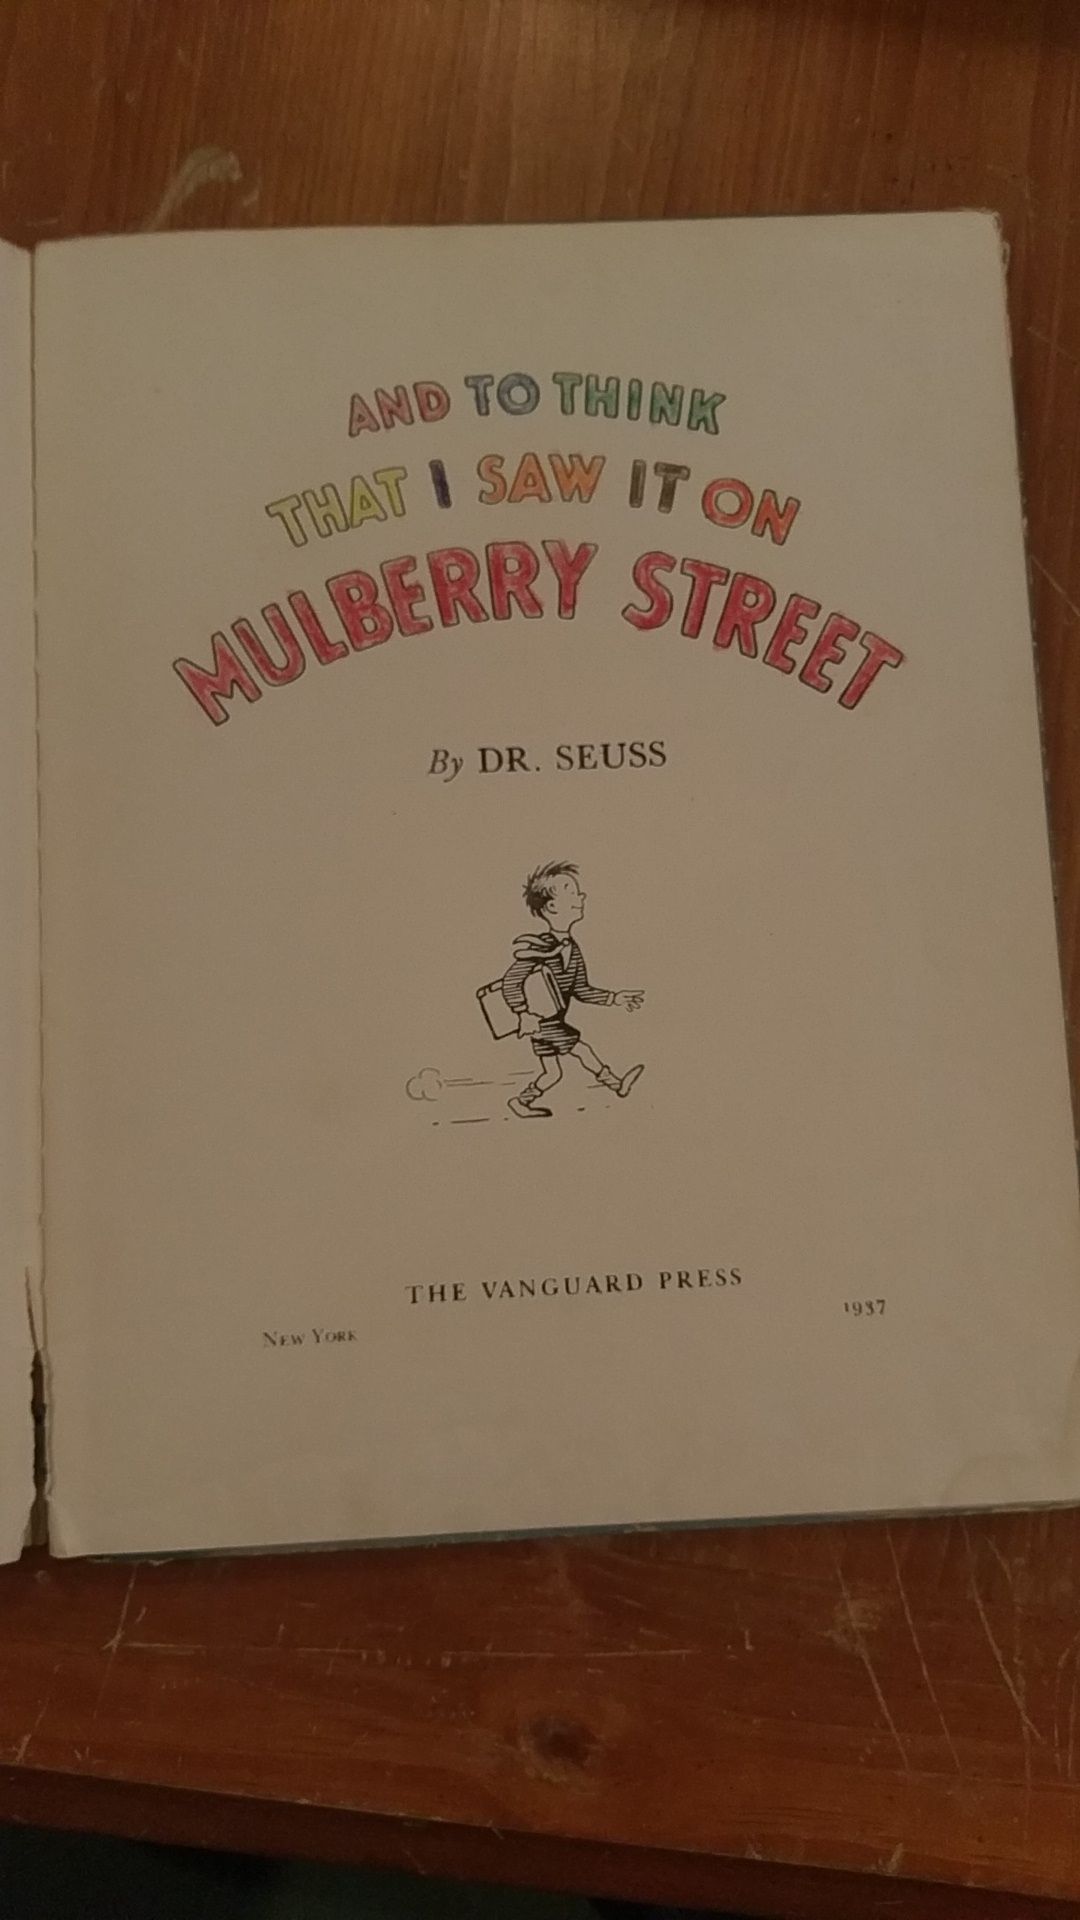 AND TO THINK
THAT I SAW IT ON
MULBERRY STREET
By DR. SEUSS
THE VANGUARD PRESS
NEW YORK
1937